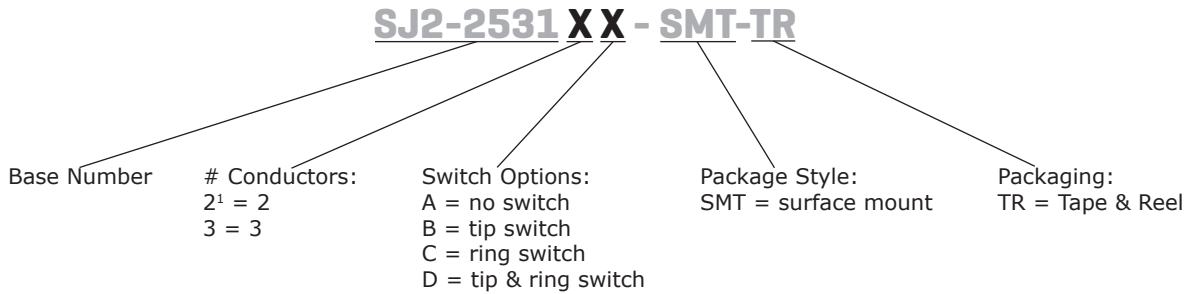 SJ2-2531 X X - SMT-TR
Base Number
# Conductors:
2¹ = 2
3 = 3
Switch Options:
A = no switch
B = tip switch
C = ring switch
D = tip & ring switch
Package Style:
SMT = surface mount
Packaging:
TR = Tape & Reel